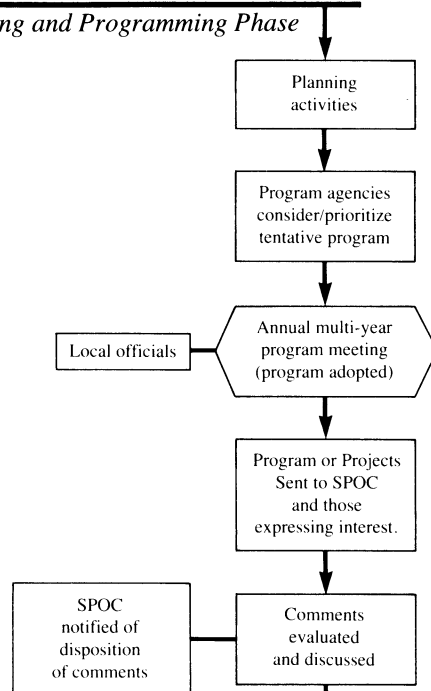 ng and Programming Phase
Planning
activities
Program agencies
consider/prioritize
tentative program
Annual multi-year
program meeting
(program adopted)
Local officials
Program or Projects
Sent to SPOC
and those
expressing interest.
Comments
evaluated
and discussed
SPOC
notified of
disposition
of comments